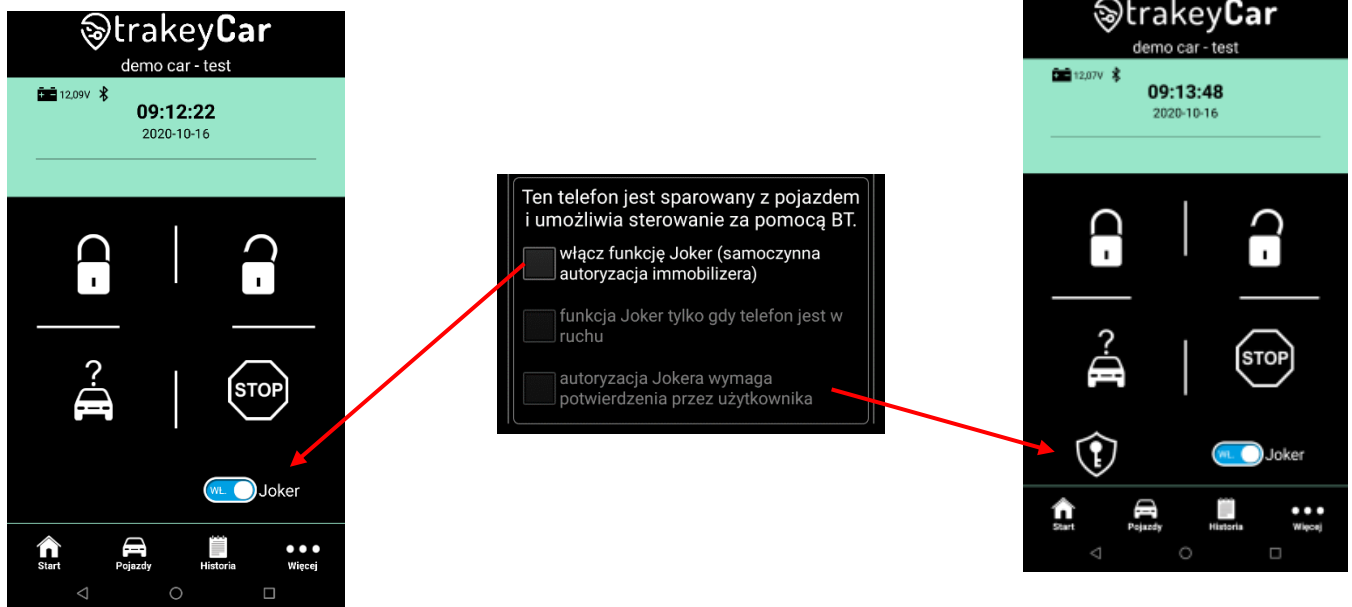 trakeyCar
demo car - test
12,09V
09:12:22
2020-10-16
?
STOP
WŁ. Joker
Start Pojazdy Historia Więcej
Ten telefon jest sparowany z pojazdem
i umożliwia sterowanie za pomocą BT.
włącz funkcję Joker (samoczynna
autoryzacja immobilizera)
funkcja Joker tylko gdy telefon jest w
ruchu
autoryzacja Jokera wymaga
potwierdzenia przez użytkownika
trakeyCar
demo car - test
12,07V
09:13:48
2020-10-16
?
STOP
WŁ. Joker
Start Pojazdy Historia Więcej